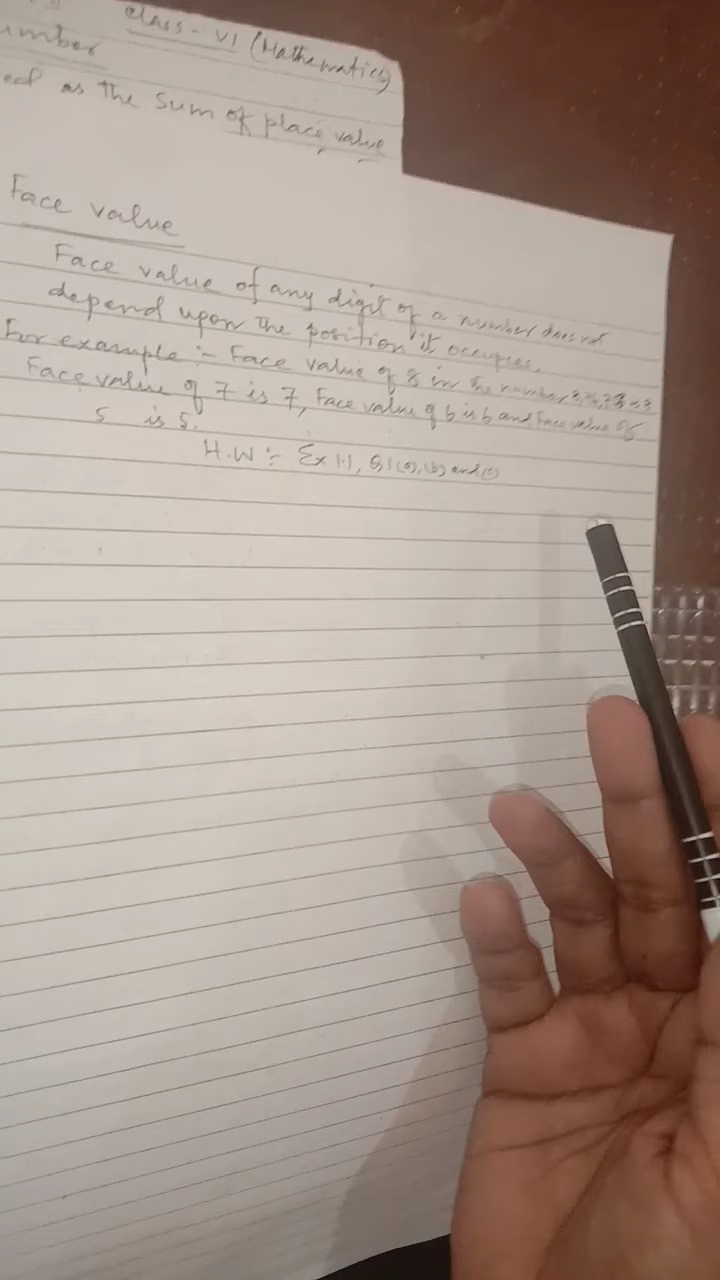 Class - VI (Mathematics)
umber
ed as the Sum of place value
Face value
Face value of any digit of a number does not
depend upon the position it occupies.
For example :- Face value of 8 in the number
Face value of 7 is 7, Face value of 6 is 6 and Face value of
5 is 5.
H.W :- Ex 1.1, Q1 (a), (b) and (c)